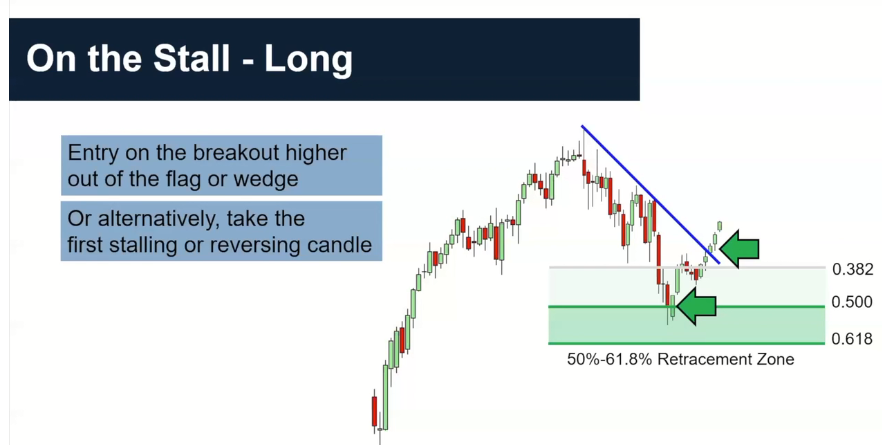 On the Stall - Long
Entry on the breakout higher
out of the flag or wedge
Or alternatively, take the
first stalling or reversing candle
0.382
0.500
0.618
50%-61.8% Retracement Zone